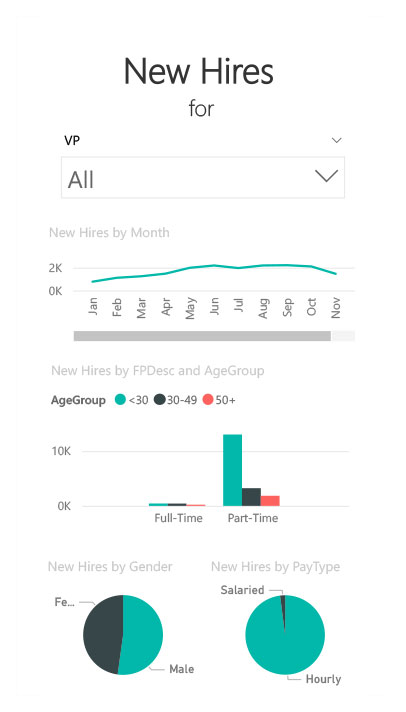 New Hires
for
VP
All
New Hires by Month
2K
0K
Jan Feb Mar Apr May Jun Jul Aug Sep Oct Nov
New Hires by FPDesc and AgeGroup
AgeGroup <30 30-49 50+
10K
0K
Full-Time Part-Time
New Hires by Gender New Hires by PayType
Fe... Salaried
Male Hourly